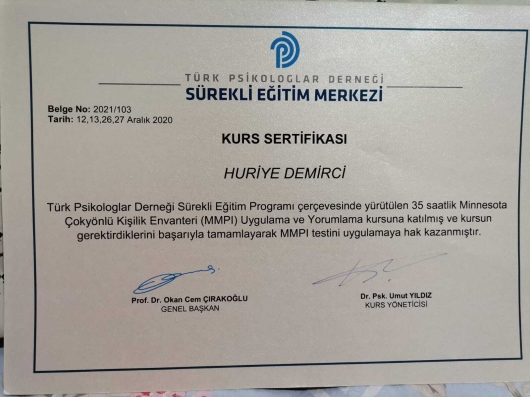 TÜRK PSİKOLOGLAR DERNEĞİ
SÜREKLİ EĞİTİM MERKEZİ
Belge No: 2021/103
Tarih: 12,13,26,27 Aralık 2020
KURS SERTİFİKASI
HURİYE DEMİRCİ
Türk Psikologlar Derneği Sürekli Eğitim Programı çerçevesinde yürütülen 35 saatlik Minnesota
Çokyönlü Kişilik Envanteri (MMPI) Uygulama ve Yorumlama kursuna katılmış ve kursun
gerektirdiklerini başarıyla tamamlayarak MMPI testini uygulamaya hak kazanmıştır.
Prof. Dr. Okan Cem ÇIRAKOĞLU
GENEL BAŞKAN
Dr. Psk. Umut YILDIZ
KURS YÖNETİCİSİ